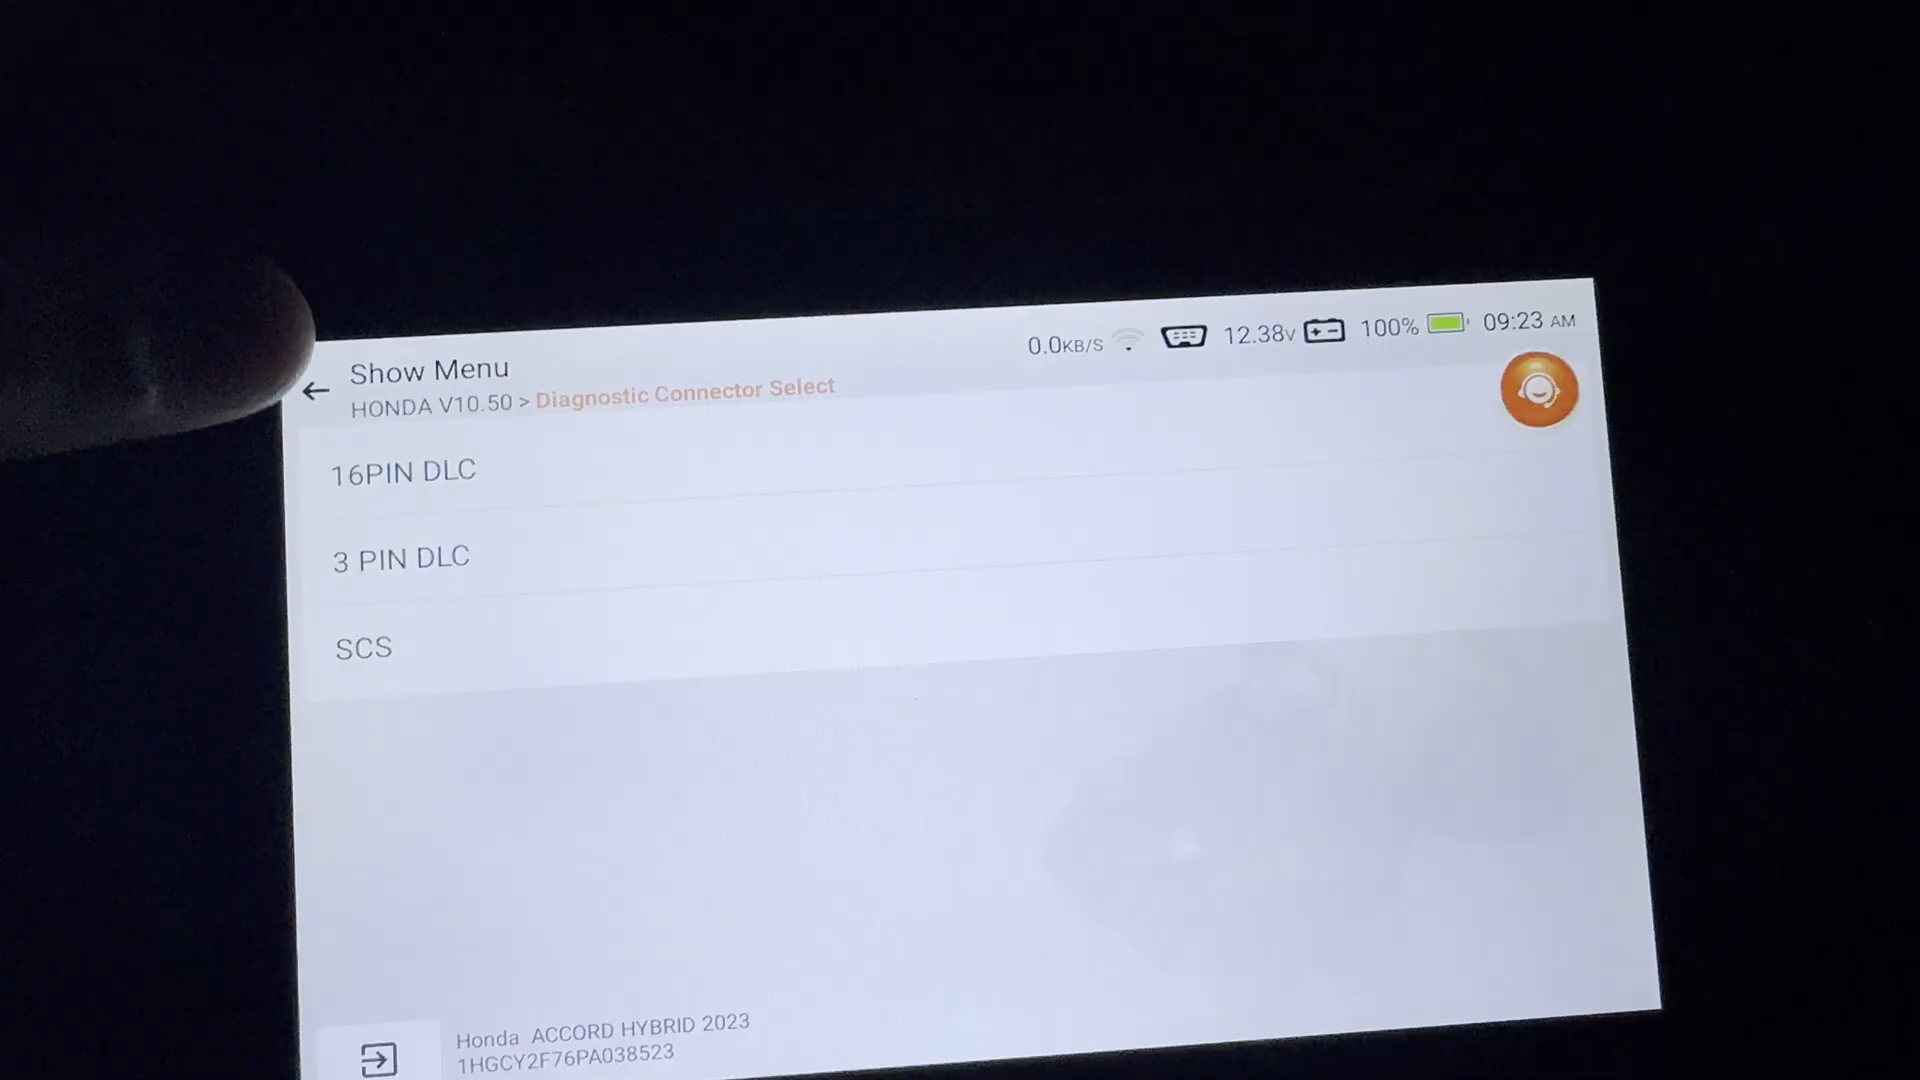 Show Menu
HONDA V10.50 > Diagnostic Connector Select
0.0KB/S 12.38V 100% 09:23 AM
16PIN DLC
3 PIN DLC
SCS
Honda ACCORD HYBRID 2023
1HGCY2F76PA038523